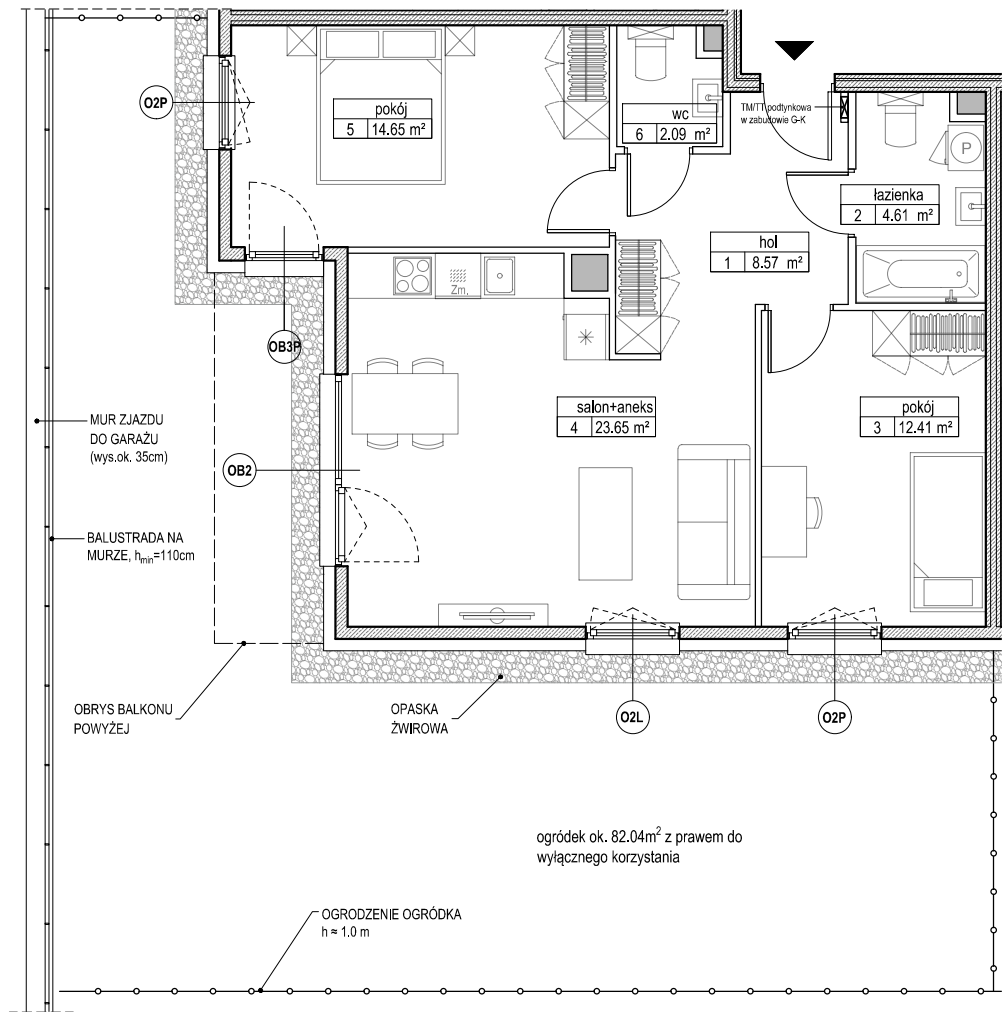 O2P
pokój
5 14.65 m²
wc
6 2.09 m²
TM/TT podtynkowa
w zabudowie G-K
P
łazienka
2 4.61 m²
hol
1 8.57 m²
Zm.
OB3P
salon+aneks
4 23.65 m²
pokój
3 12.41 m²
MUR ZJAZDU
DO GARAŻU
(wys.ok. 35cm)
OB2
BALUSTRADA NA
MURZE, hmin=110cm
OBRYS BALKONU
POWYŻEJ
OPASKA
ŻWIROWA
O2L
O2P
ogródek ok. 82.04m² z prawem do
wyłącznego korzystania
OGRODZENIE OGRÓDKA
h ≈ 1.0 m